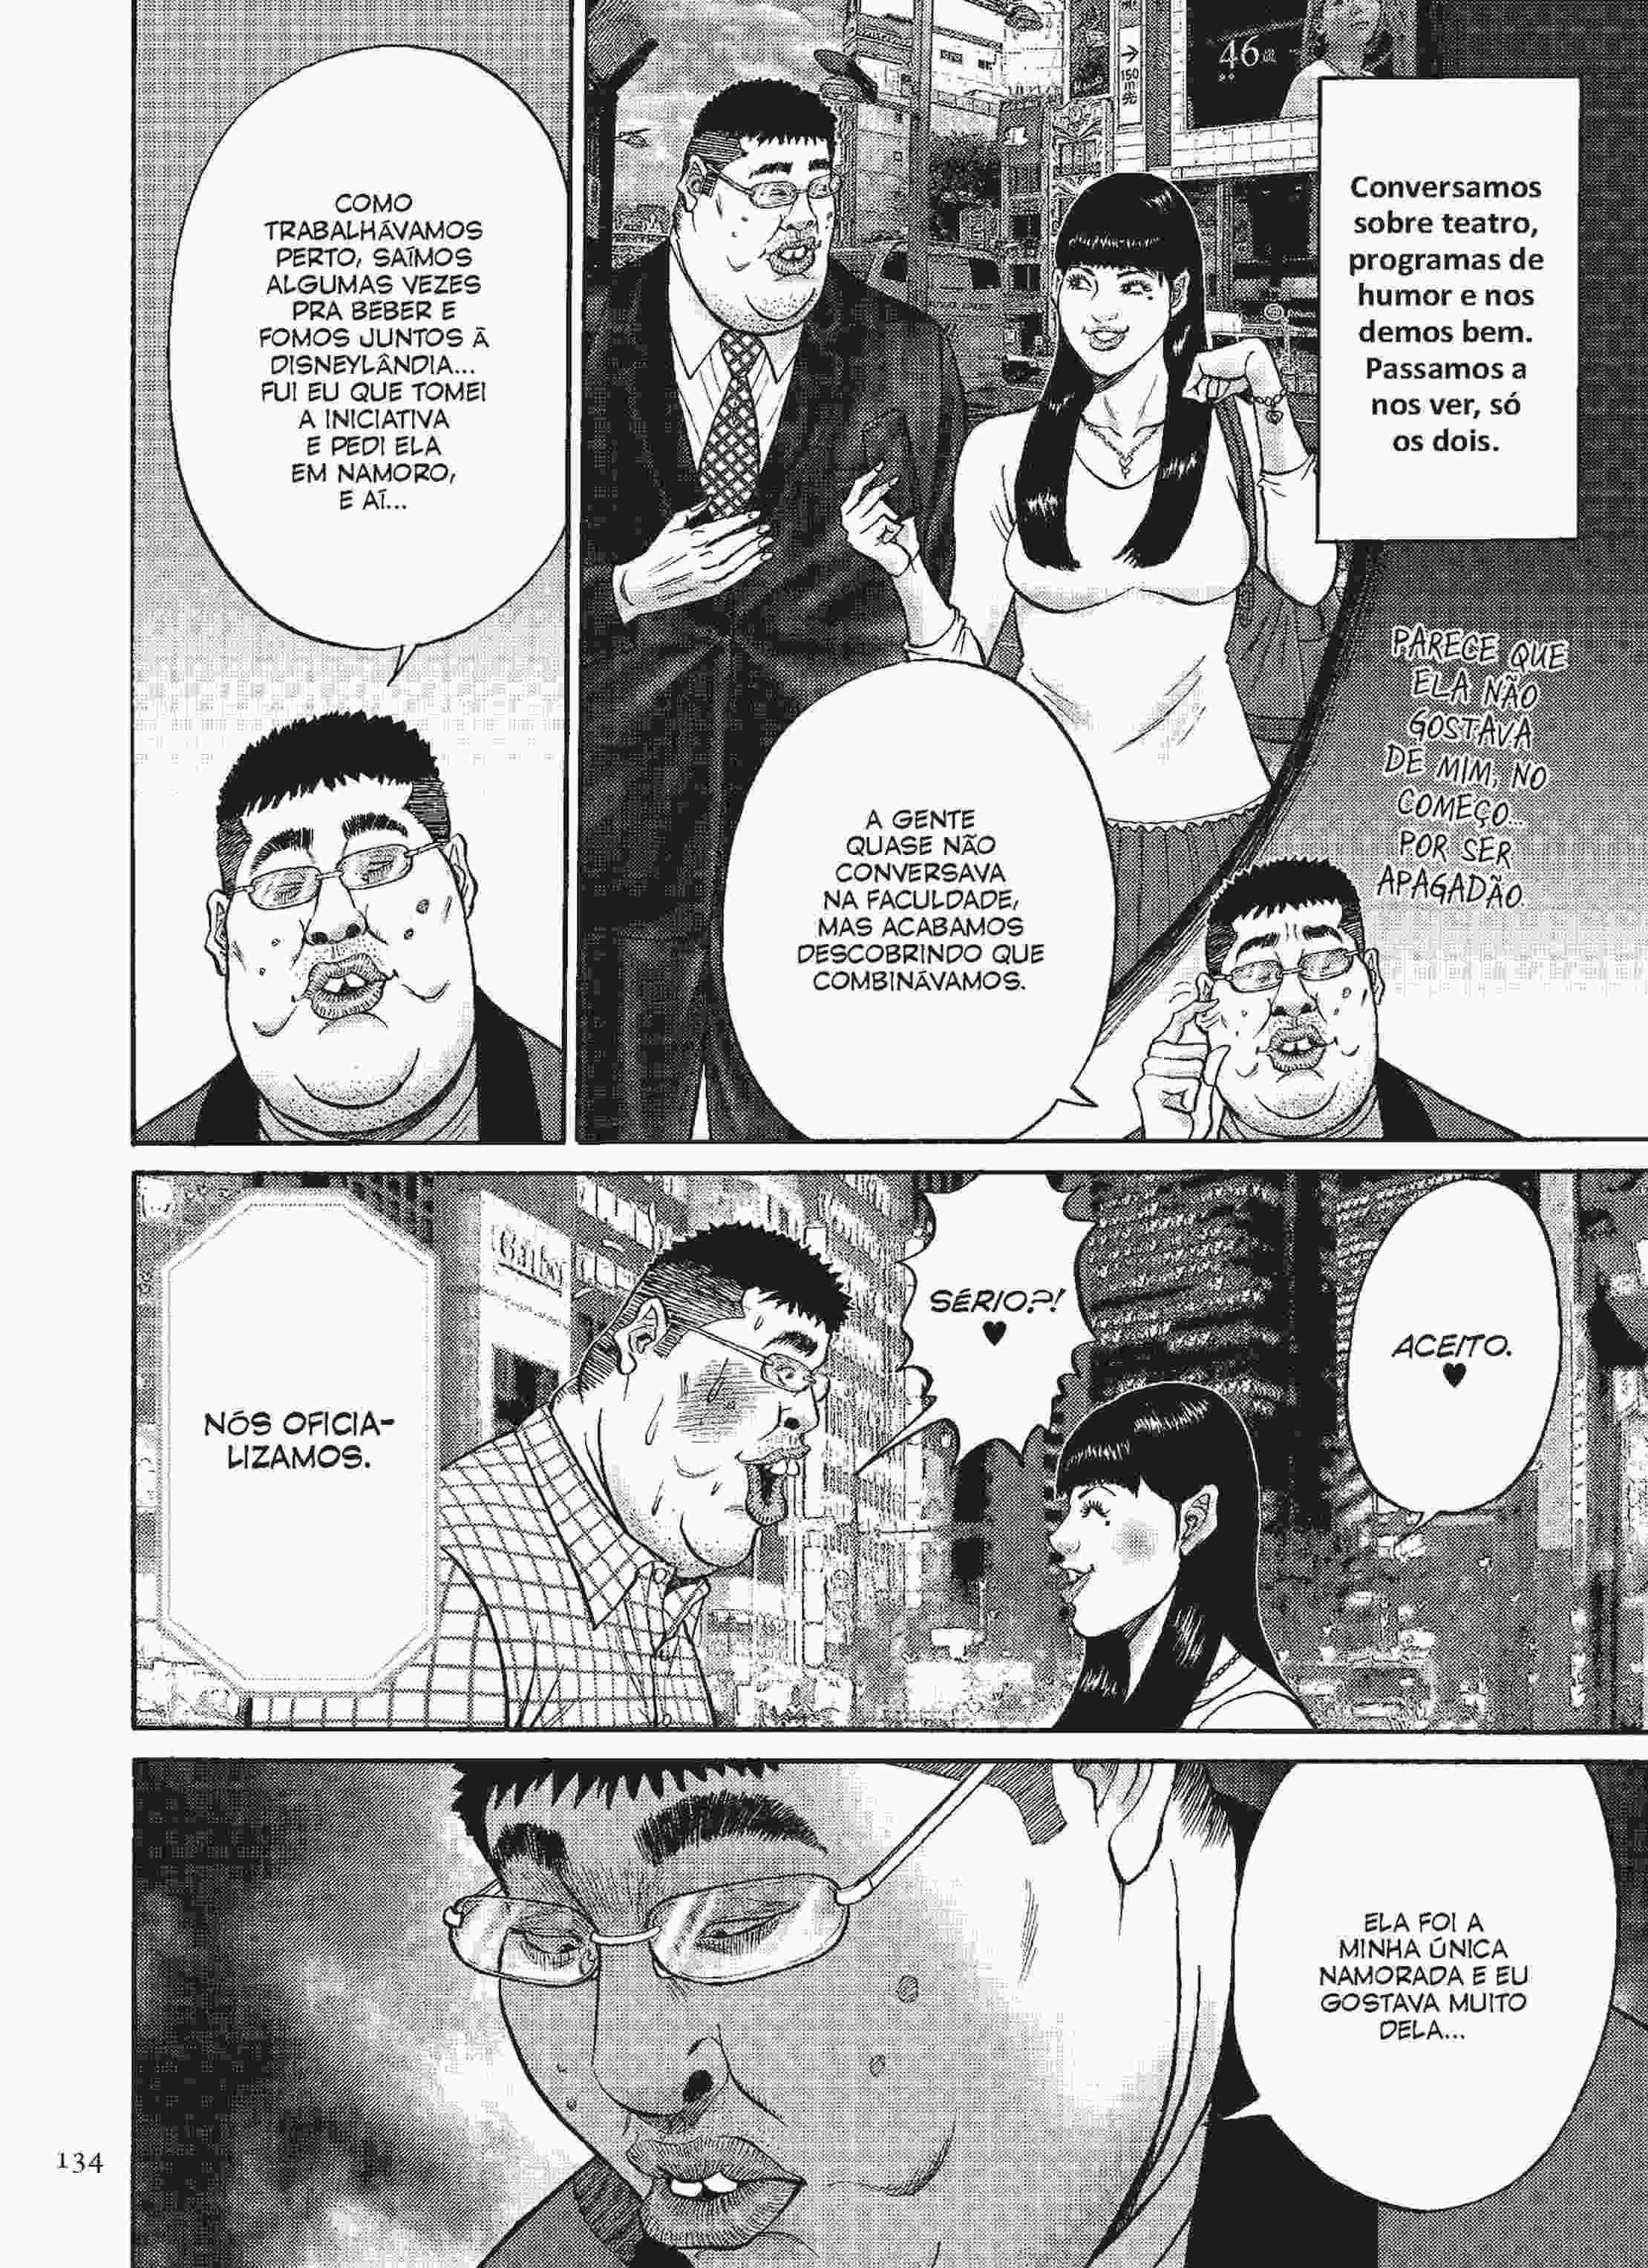 Conversamos
sobre teatro,
programas de
humor e nos
demos bem.
Passamos a
nos ver, só
os dois.
46
150
m
先
PARECE QUE
ELA NÃO
GOSTAVA
DE MIM, NO
COMEÇO...
POR SER
APAGADÃO.
A GENTE
QUASE NÃO
CONVERSAVA
NA FACULDADE,
MAS ACABAMOS
DESCOBRINDO QUE
COMBINÁVAMOS.
COMO
TRABALHÁVAMOS
PERTO, SAÍMOS
ALGUMAS VEZES
PRA BEBER E
FOMOS JUNTOS À
DISNEYLÂNDIA...
FUI EU QUE TOMEI
A INICIATIVA
E PEDI ELA
EM NAMORO,
E AÍ...
ACEITO.
♥
SÉRIO?!
♥
NÓS OFICIA-
LIZAMOS.
ELA FOI A
MINHA ÚNICA
NAMORADA E EU
GOSTAVA MUITO
DELA...
134